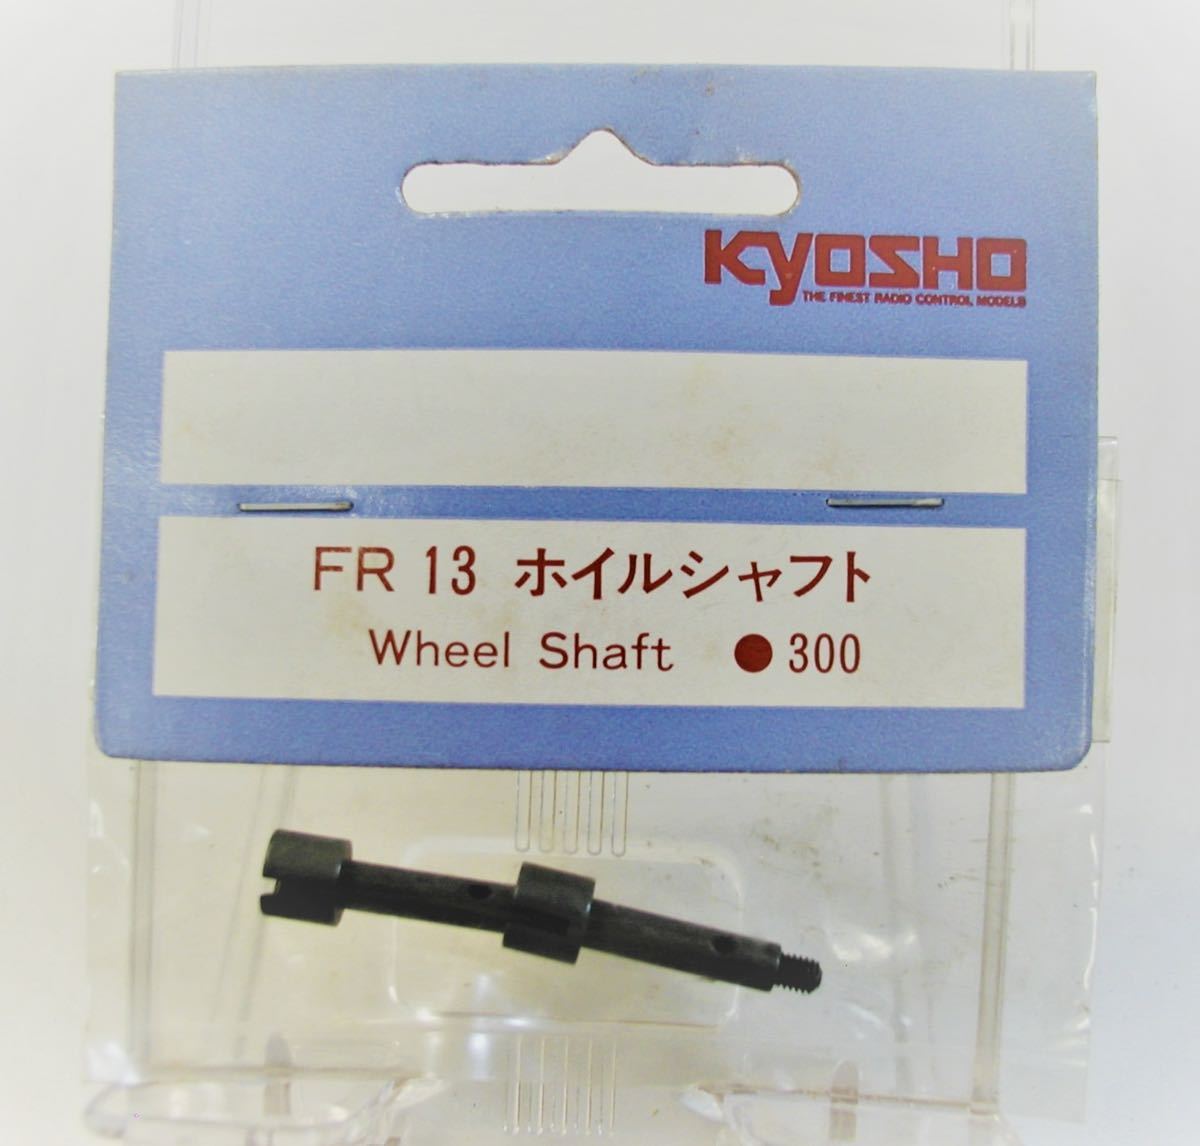 KYOSHO
THE FINEST RADIO CONTROL MODELS
FR 13 ホイルシャフト
Wheel Shaft ●300